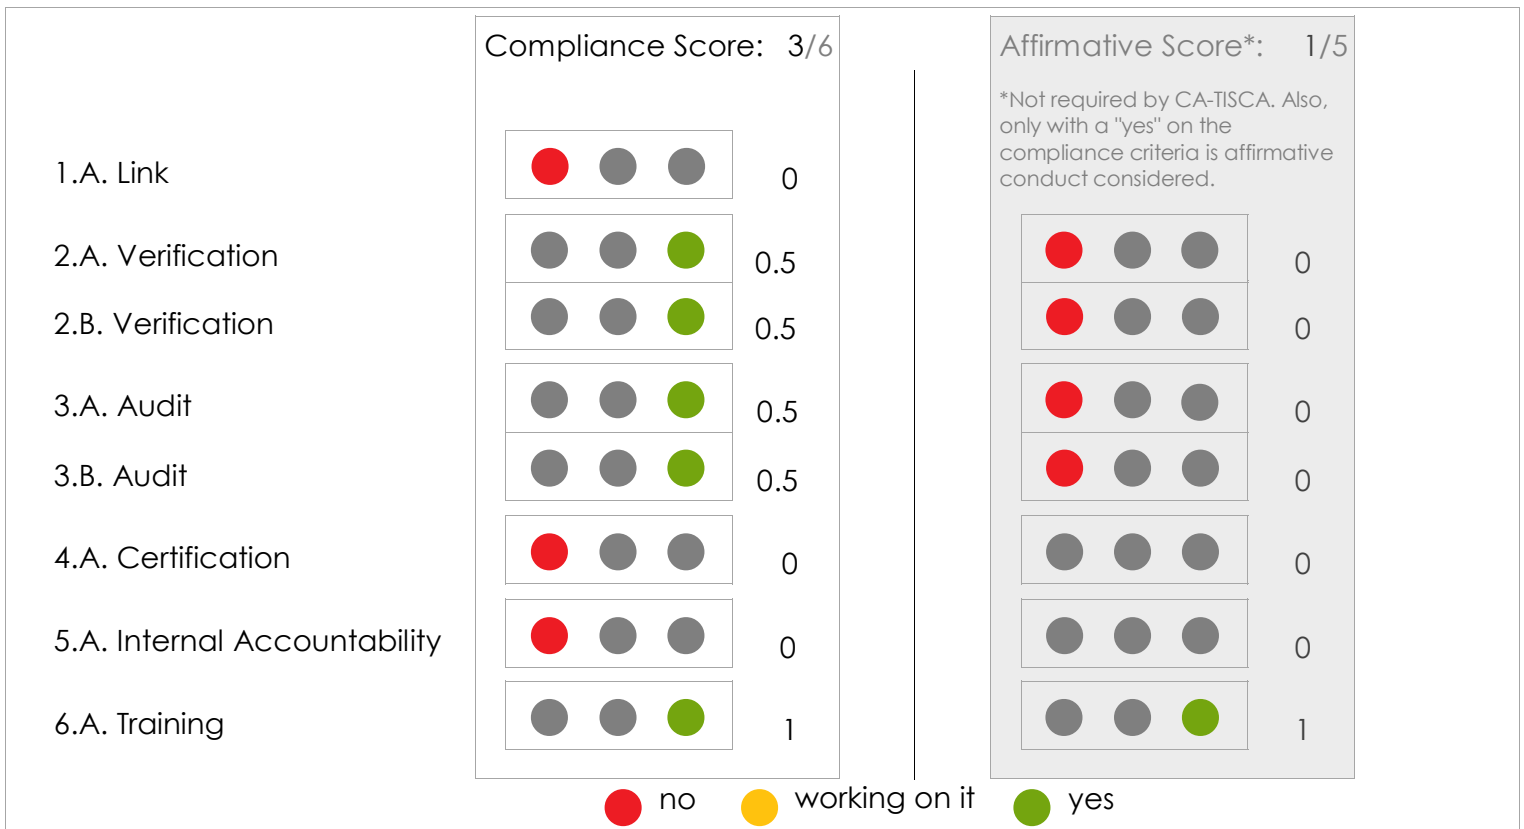 Compliance Score: 3/6
Affirmative Score*: 1/5
*Not required by CA-TISCA. Also,
only with a "yes" on the
compliance criteria is affirmative
conduct considered.
1.A. Link 0
2.A. Verification 0.5 0
2.B. Verification 0.5 0
3.A. Audit 0.5 0
3.B. Audit 0.5 0
4.A. Certification 0 0
5.A. Internal Accountability 0 0
6.A. Training 1 1
no working on it yes